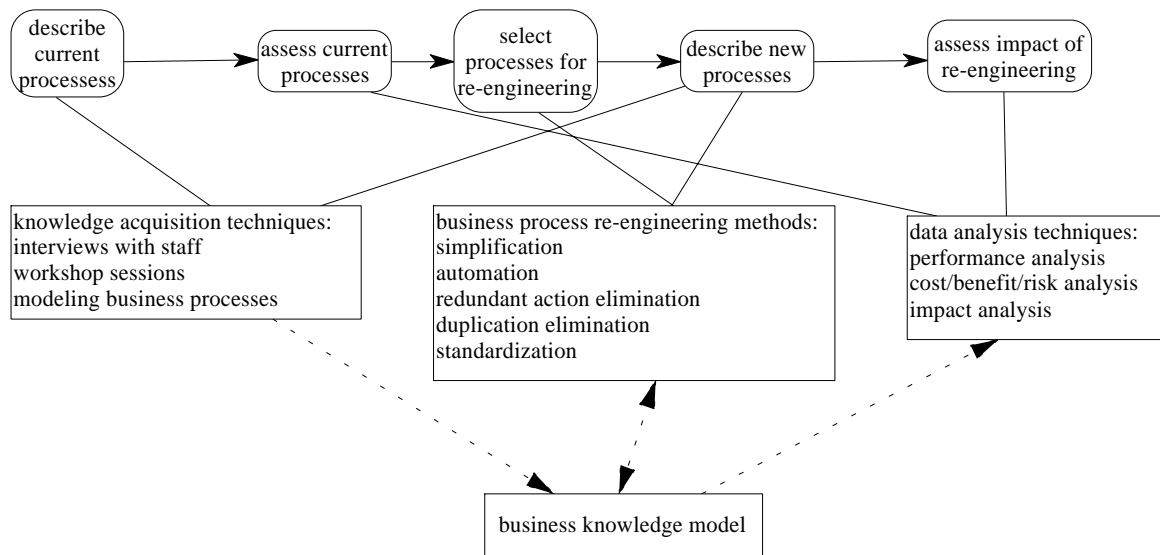 describe
current
processess
assess current
processes
select
processes for
re-engineering
describe new
processes
assess impact of
re-engineering
knowledge acquisition techniques:
interviews with staff
workshop sessions
modeling business processes
business process re-engineering methods:
simplification
automation
redundant action elimination
duplication elimination
standardization
data analysis techniques:
performance analysis
cost/benefit/risk analysis
impact analysis
business knowledge model